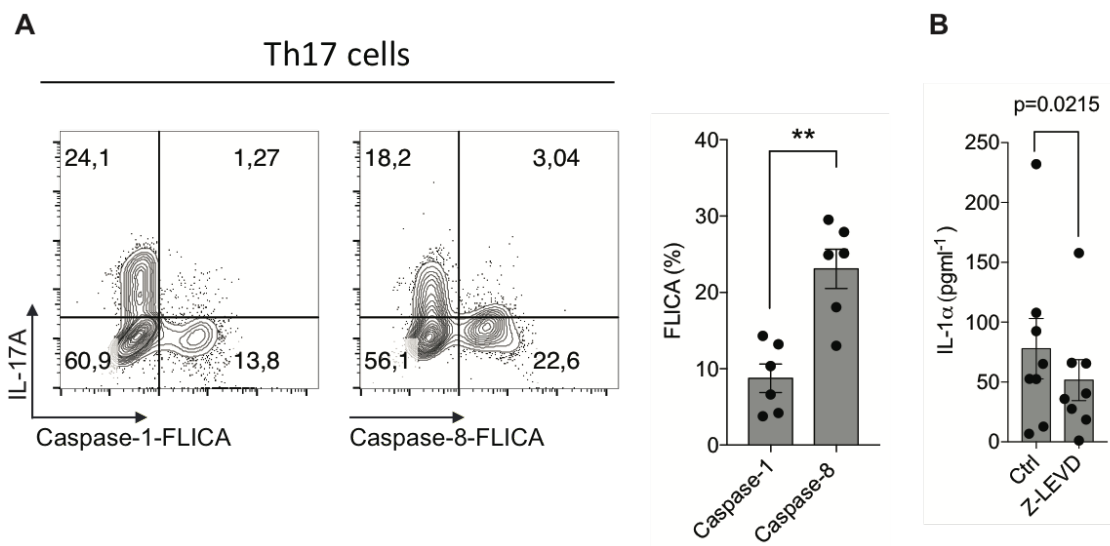 A
Th17 cells
24,1
1,27
60,9
13,8
IL-17A
Caspase-1-FLICA
18,2
3,04
56,1
22,6
Caspase-8-FLICA
**
FLICA (%)
40
30
20
10
0
Caspase-1
Caspase-8
B
p=0.0215
IL-1α (pgml⁻¹)
250
200
150
100
50
0
Ctrl
Z-LEVD